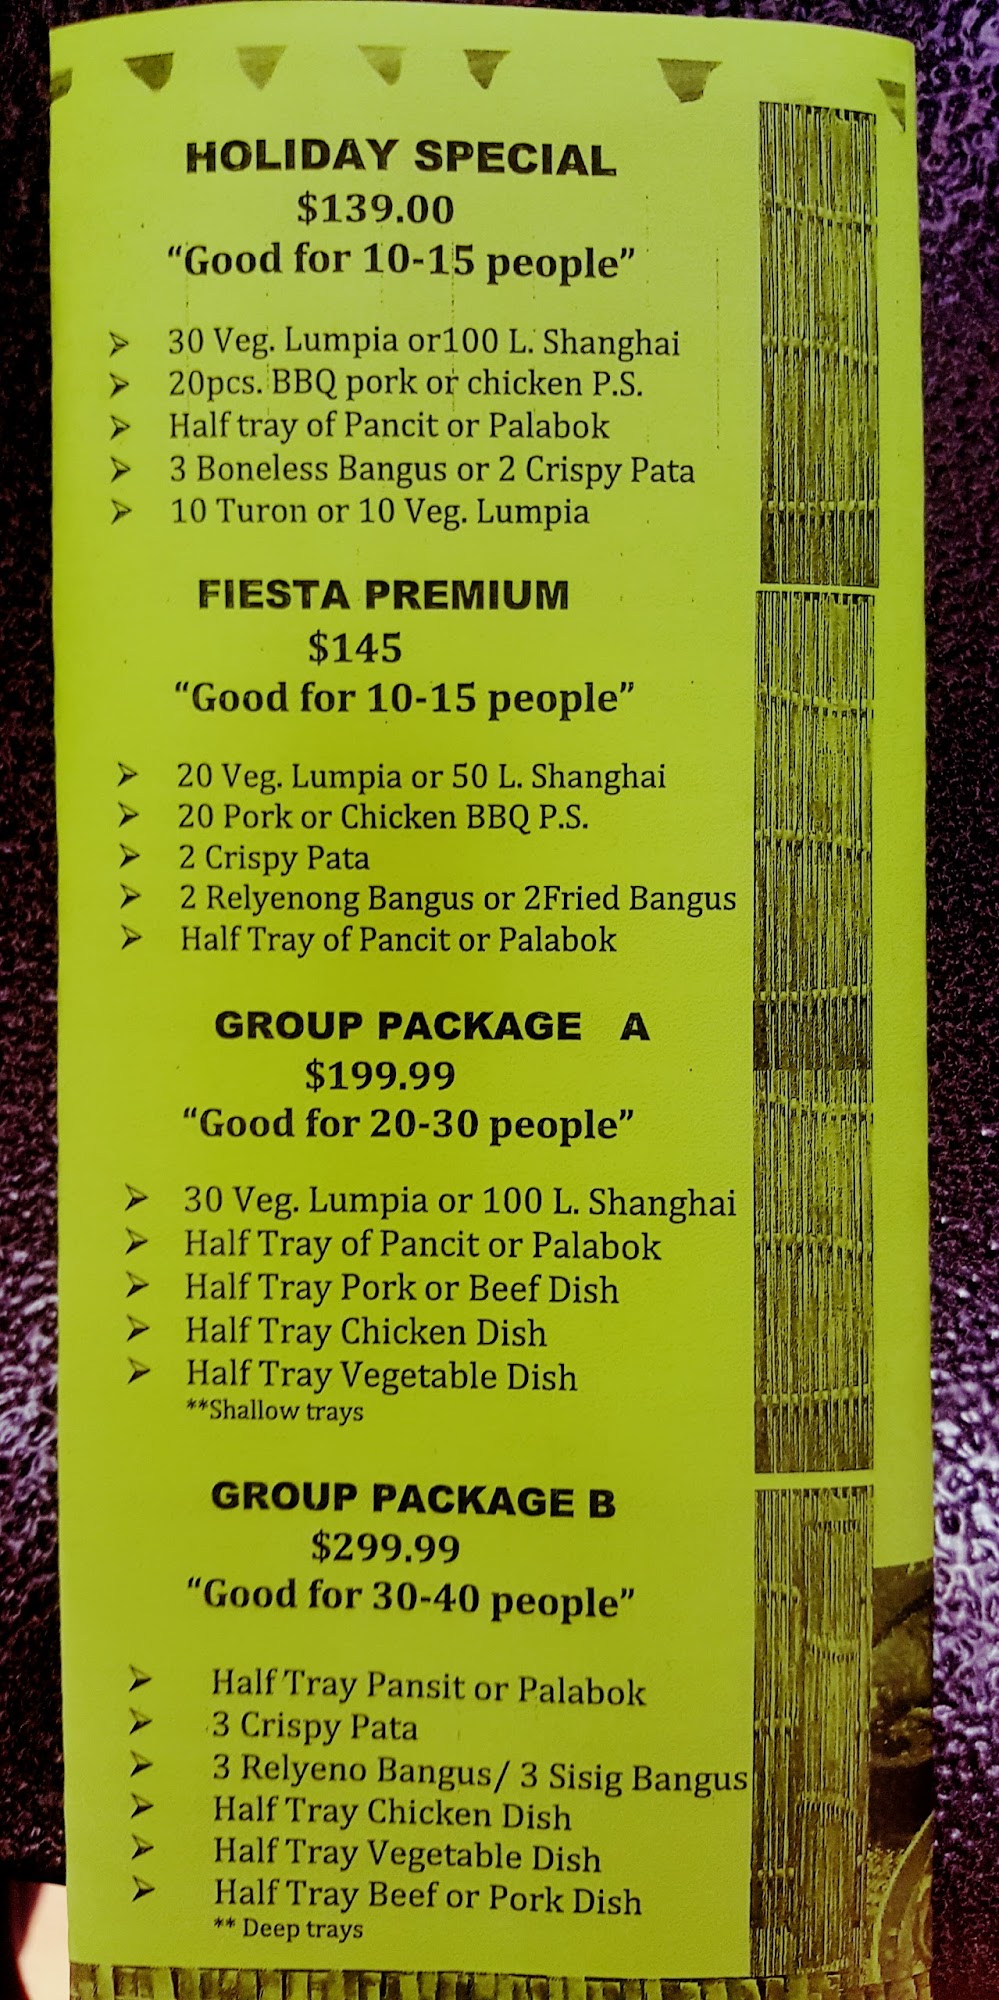 HOLIDAY SPECIAL
$139.00
“Good for 10-15 people”
30 Veg. Lumpia or100 L. Shanghai
20pcs. BBQ pork or chicken P.S.
Half tray of Pancit or Palabok
3 Boneless Bangus or 2 Crispy Pata
10 Turon or 10 Veg. Lumpia
FIESTA PREMIUM
$145
“Good for 10-15 people”
20 Veg. Lumpia or 50 L. Shanghai
20 Pork or Chicken BBQ P.S.
2 Crispy Pata
2 Relyenong Bangus or 2Fried Bangus
Half Tray of Pancit or Palabok
GROUP PACKAGE A
$199.99
“Good for 20-30 people”
30 Veg. Lumpia or 100 L. Shanghai
Half Tray of Pancit or Palabok
Half Tray Pork or Beef Dish
Half Tray Chicken Dish
Half Tray Vegetable Dish
**Shallow trays
GROUP PACKAGE B
$299.99
“Good for 30-40 people”
Half Tray Pansit or Palabok
3 Crispy Pata
3 Relyeno Bangus/ 3 Sisig Bangus
Half Tray Chicken Dish
Half Tray Vegetable Dish
Half Tray Beef or Pork Dish
** Deep trays